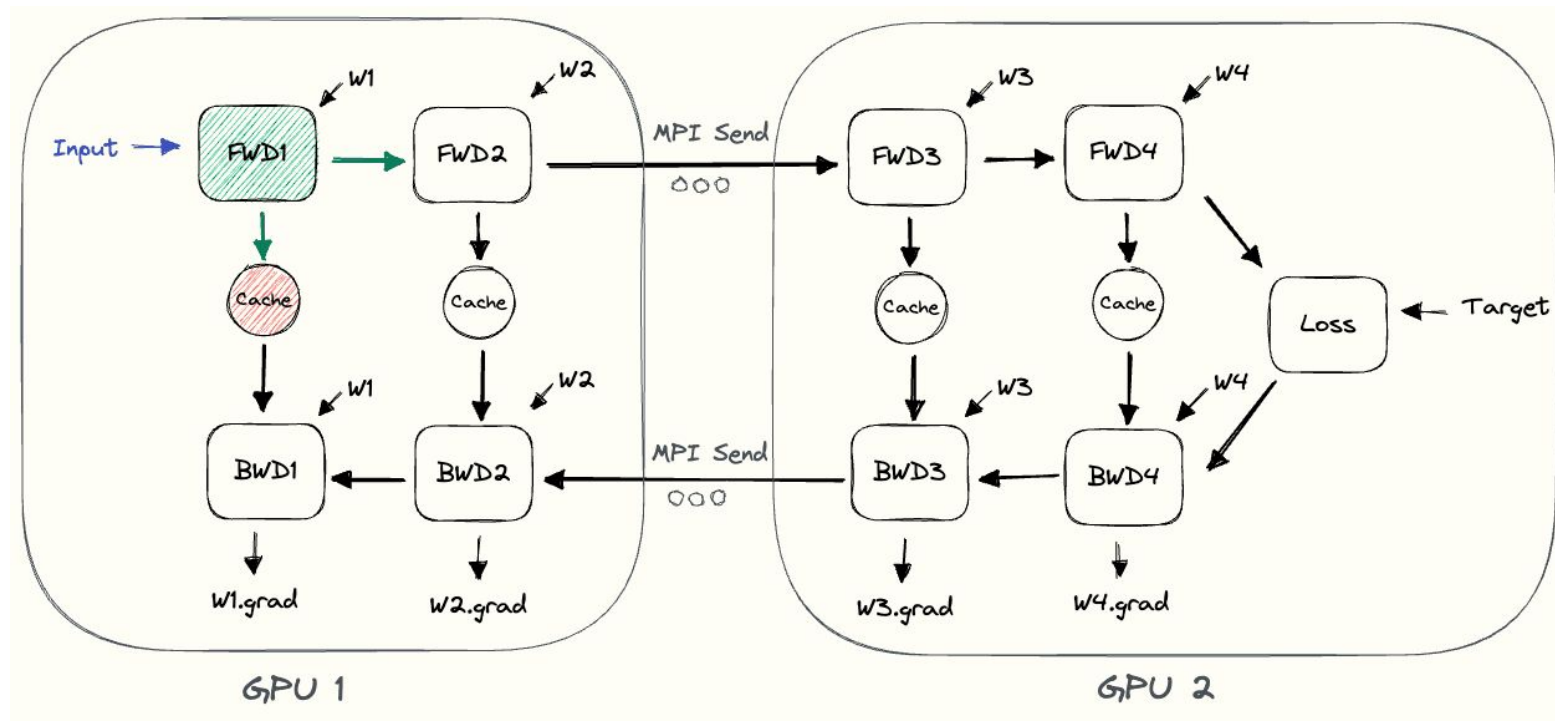 W1
W2
MPI Send
W3
W4
Input
FWD1
FWD2
FWD3
FWD4
Cache
Cache
Cache
Cache
Loss
Target
W1
W2
W3
W4
BWD1
BWD2
MPI Send
BWD3
BWD4
W1.grad
W2.grad
W3.grad
W4.grad
GPU 1
GPU 2